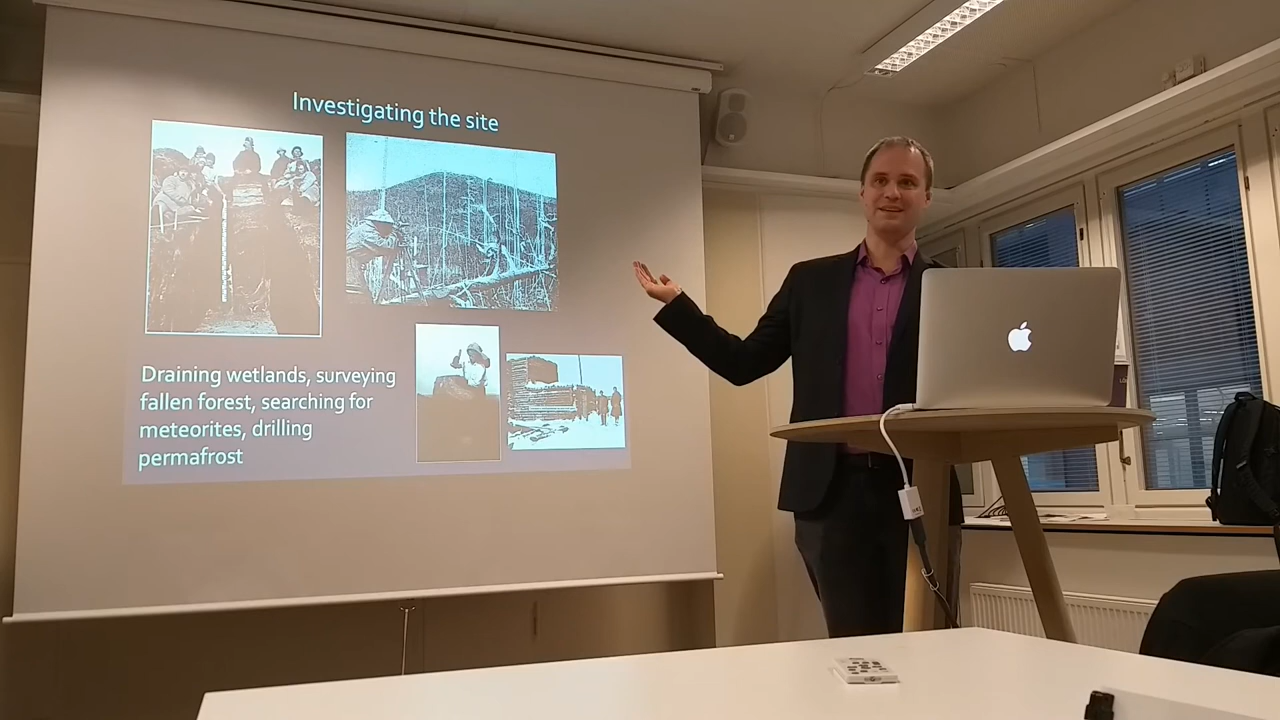 Investigating the site
Draining wetlands, surveying
fallen forest, searching for
meteorites, drilling
permafrost